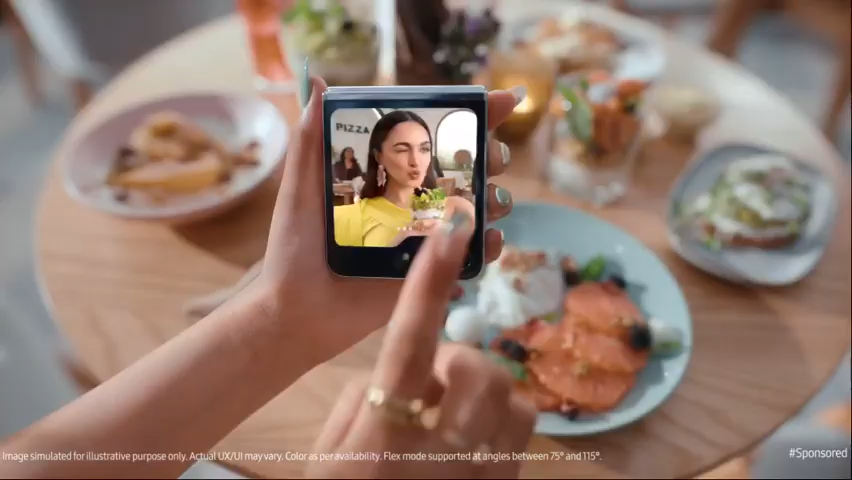 PIZZA
Image simulated for illustrative purpose only. Actual UX/UI may vary. Color as per availability. Flex mode supported at angles between 75° and 115°.
#Sponsored